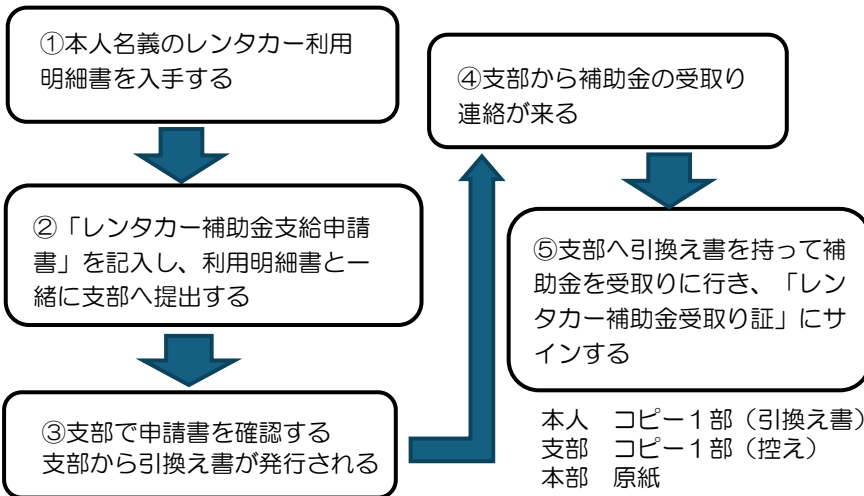 ①本人名義のレンタカー利用
明細書を入手する
②「レンタカー補助金支給申請
書」を記入し、利用明細書と一
緒に支部へ提出する
③支部で申請書を確認する
支部から引換え書が発行される
④支部から補助金の受取り
連絡が来る
⑤支部へ引換え書を持って補
助金を受取りに行き、「レン
タカー補助金受取り証」にサ
インする
本人　コピー１部（引換え書）
支部　コピー１部（控え）
本部　原紙